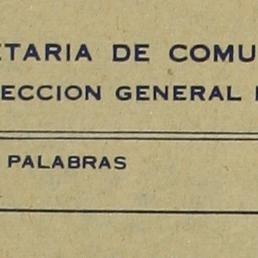 ETARIA DE COMU
ECCION GENERAL
PALABRAS